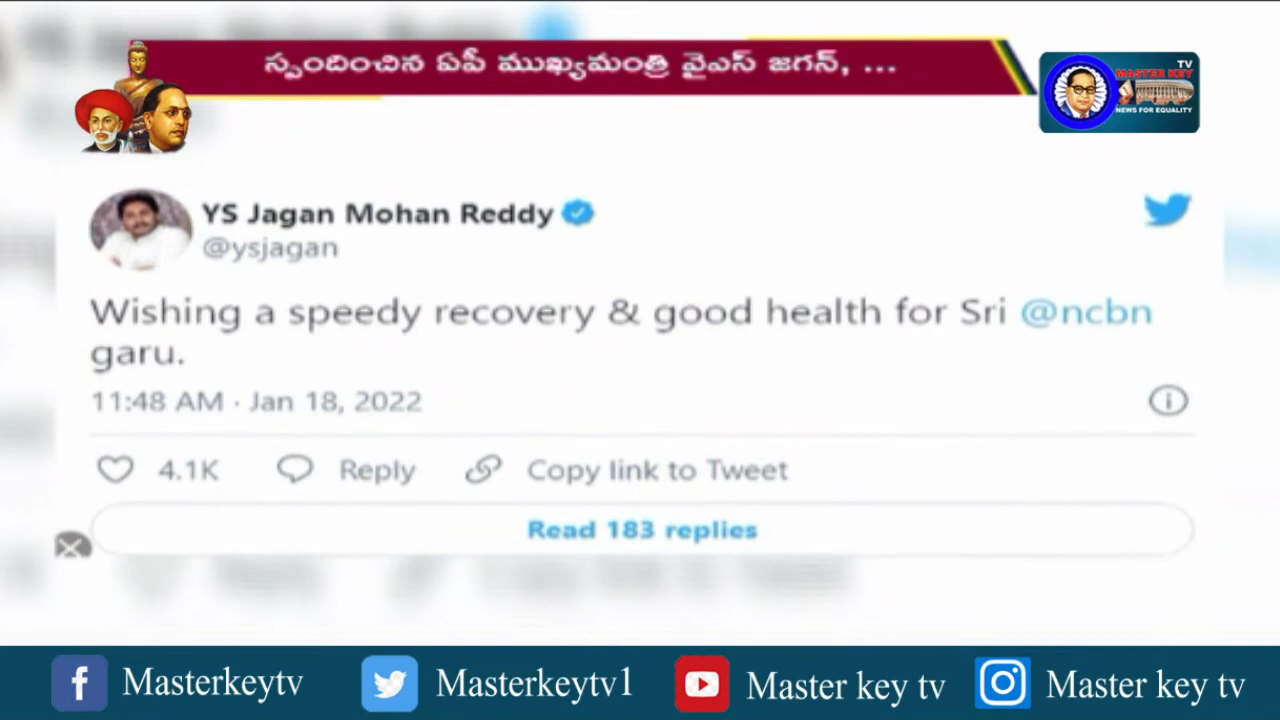 స్పందించిన ఏపీ ముఖ్యమంత్రి వైఎస్ జగన్, ...
TV
MASTER KEY
NEWS FOR EQUALITY
YS Jagan Mohan Reddy
@ysjagan
Wishing a speedy recovery & good health for Sri @ncbn
garu.
11:48 AM · Jan 18, 2022
4.1K Reply Copy link to Tweet
Read 183 replies
Masterkeytv Masterkeytv1 Master key tv Master key tv